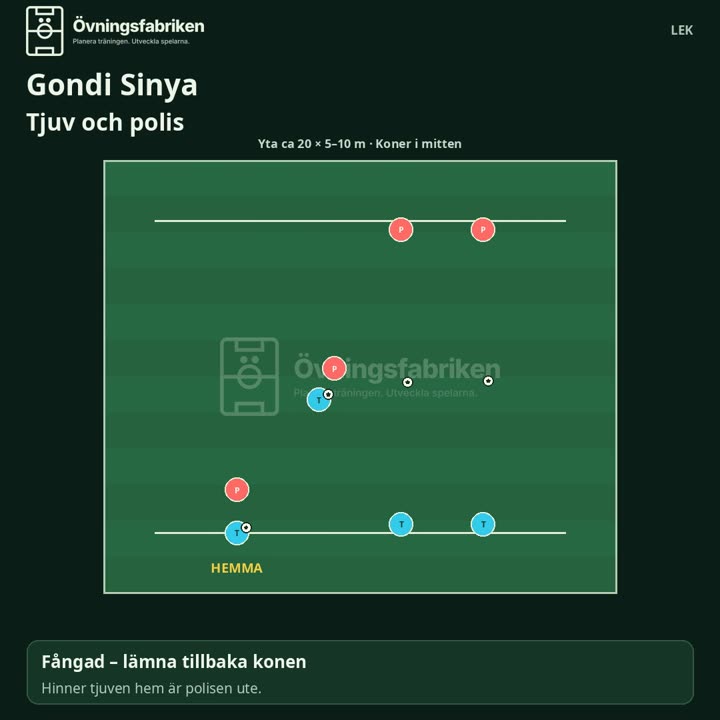 Övningsfabriken
Planera träningen. Utveckla spelarna.
LEK
Gondi Sinya
Tjuv och polis
Yta ca 20 × 5–10 m · Koner i mitten
P P
P
Övningsfabriken
Planera träningen. Utveckla spelarna.
T
P
T T T
HEMMA
Fångad – lämna tillbaka konen
Hinner tjuven hem är polisen ute.